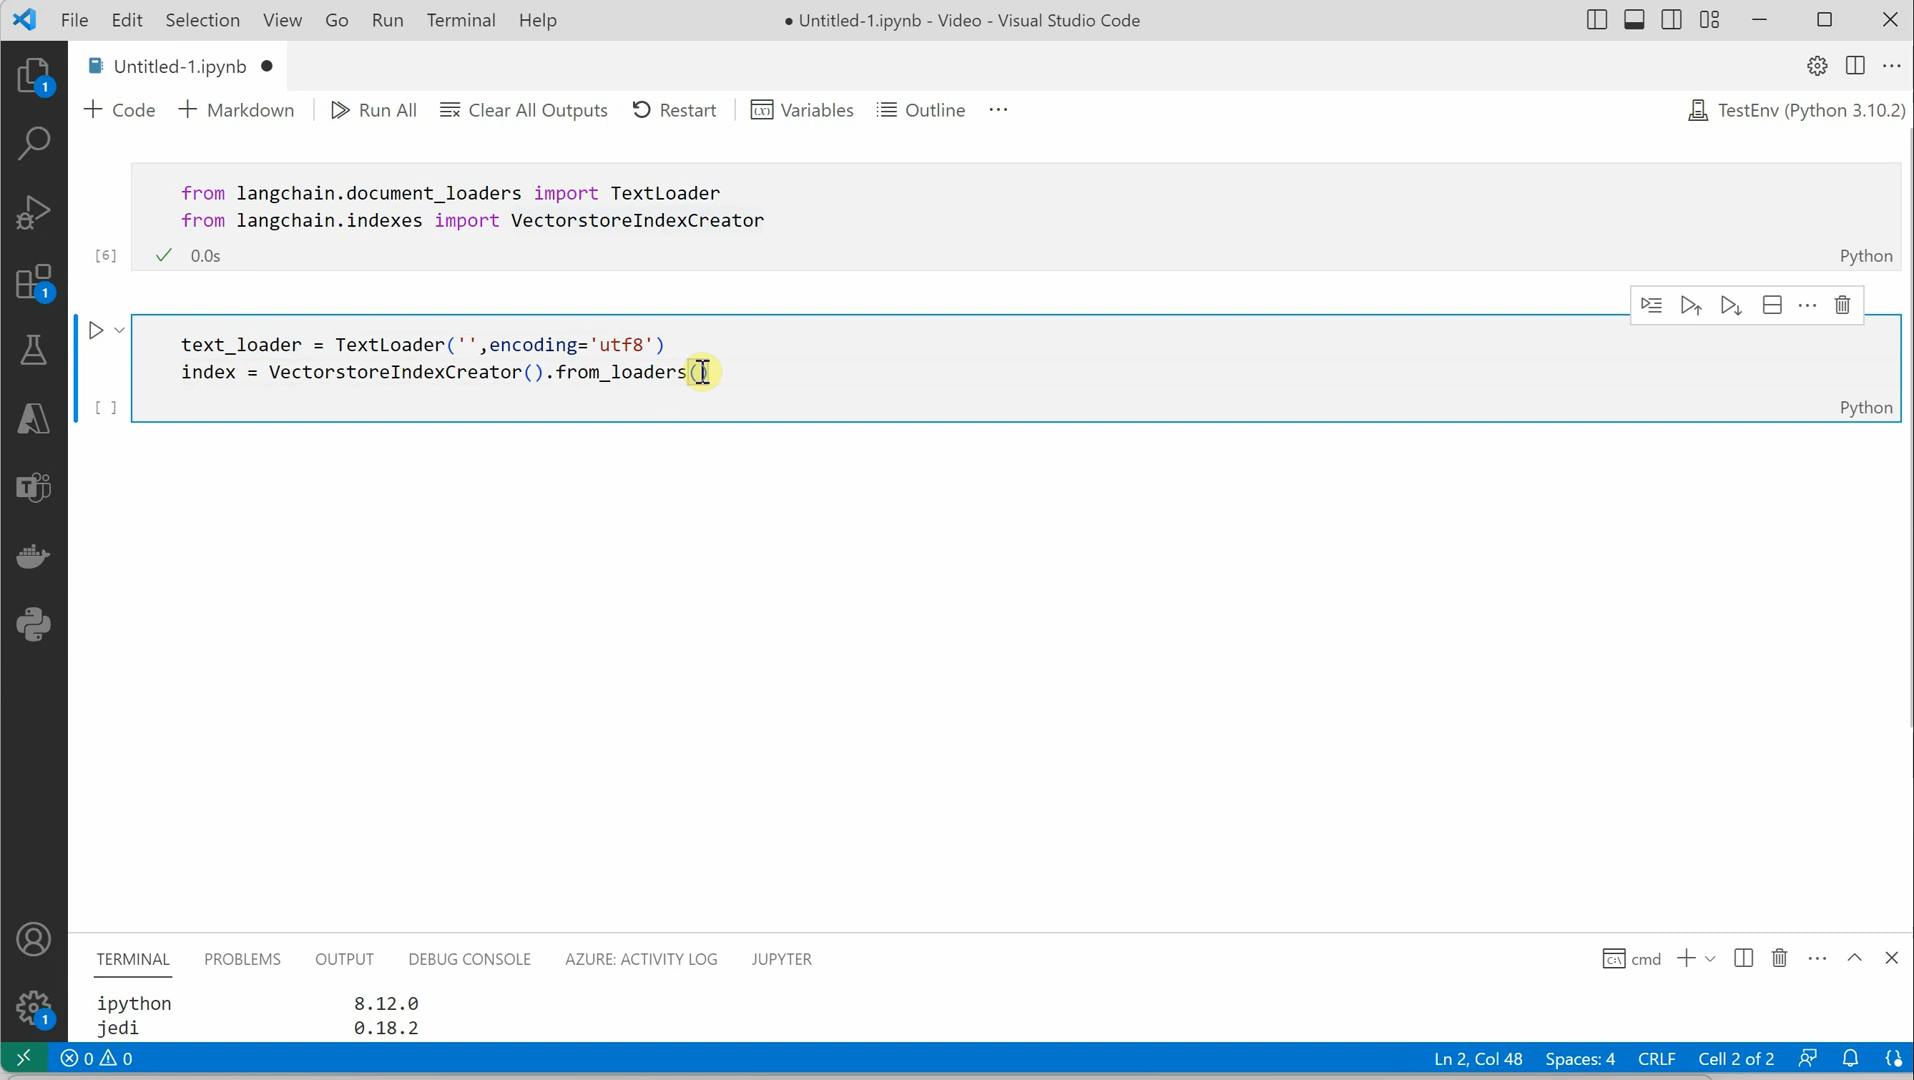 File Edit Selection View Go Run Terminal Help ● Untitled-1.ipynb - Video - Visual Studio Code
Untitled-1.ipynb ●
Code Markdown Run All Clear All Outputs Restart Variables Outline ... TestEnv (Python 3.10.2)
from langchain.document_loaders import TextLoader
from langchain.indexes import VectorstoreIndexCreator
[6] ✓ 0.0s Python
text_loader = TextLoader('',encoding='utf8')
index = VectorstoreIndexCreator().from_loaders()
[ ] Python
1
1
1
TERMINAL PROBLEMS OUTPUT DEBUG CONSOLE AZURE: ACTIVITY LOG JUPYTER cmd
ipython 8.12.0
jedi 0.18.2
0 0 Ln 2, Col 48 Spaces: 4 CRLF Cell 2 of 2